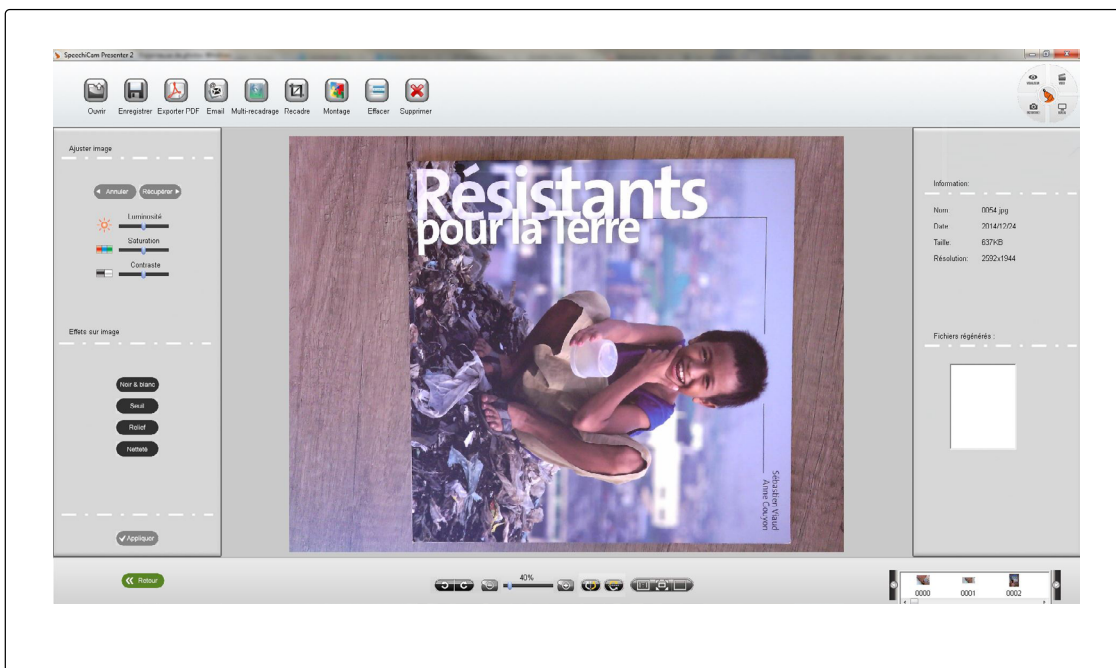 SpeechiCam Presenter 2
Ouvrir Enregistrer Exporter PDF Email Multi-recadrage Recadre Montage Effacer Supprimer
Ajuster image
Annuler Récupérer
Luminosité
Saturation
Contraste
Effets sur image
Noir & blanc
Seuil
Relief
Netteté
Appliquer
Retour
Résistants
pour la Terre
Sébastien Viaud
Anne Gouyon
40%
Information:
Nom 0054.jpg
Date 2014/12/24
Taille: 637KB
Résolution: 2592x1944
Fichiers régénérés :
0000 0001 0002